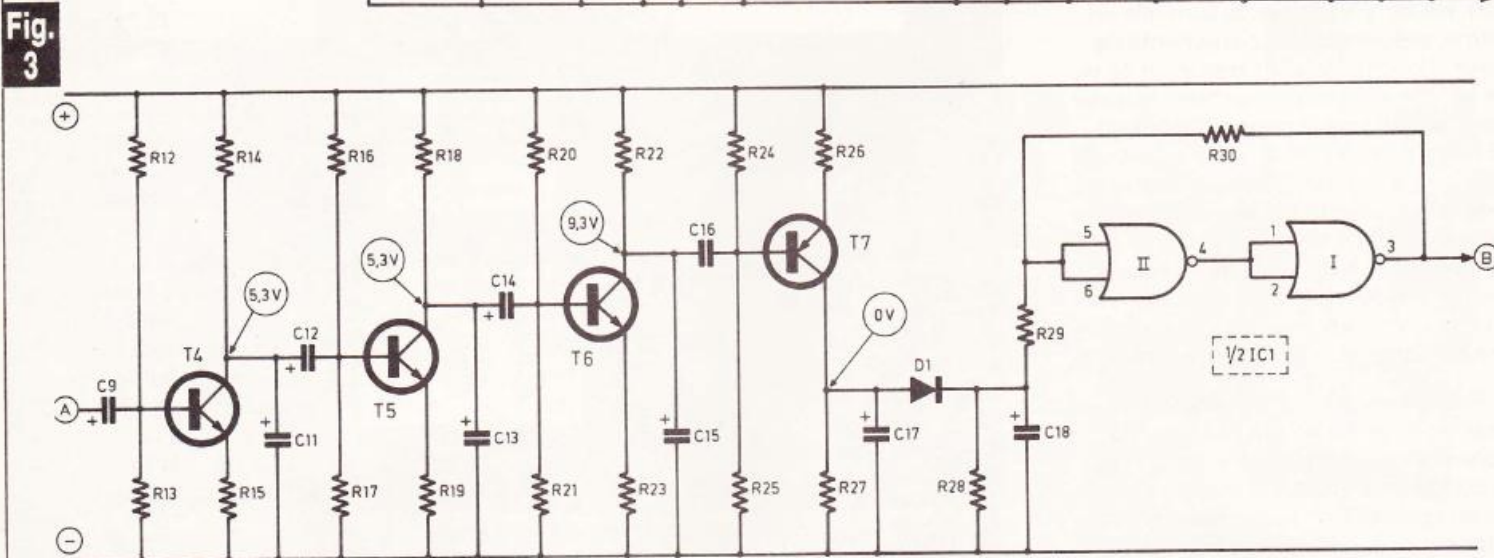 Fig.
3
+
R12
R14
R16
R18
R20
R22
R24
R26
R30
9,3V
C16
T7
5
4
1
3
B
II
I
6
2
5,3V
C14
5,3V
T6
C12
0V
R29
1/2 IC1
T4
D1
C9
T5
A
+
+
+
+
+
+
+
+
+
C11
C13
C15
C17
C18
R13
R15
R17
R19
R21
R23
R25
R27
R28
−